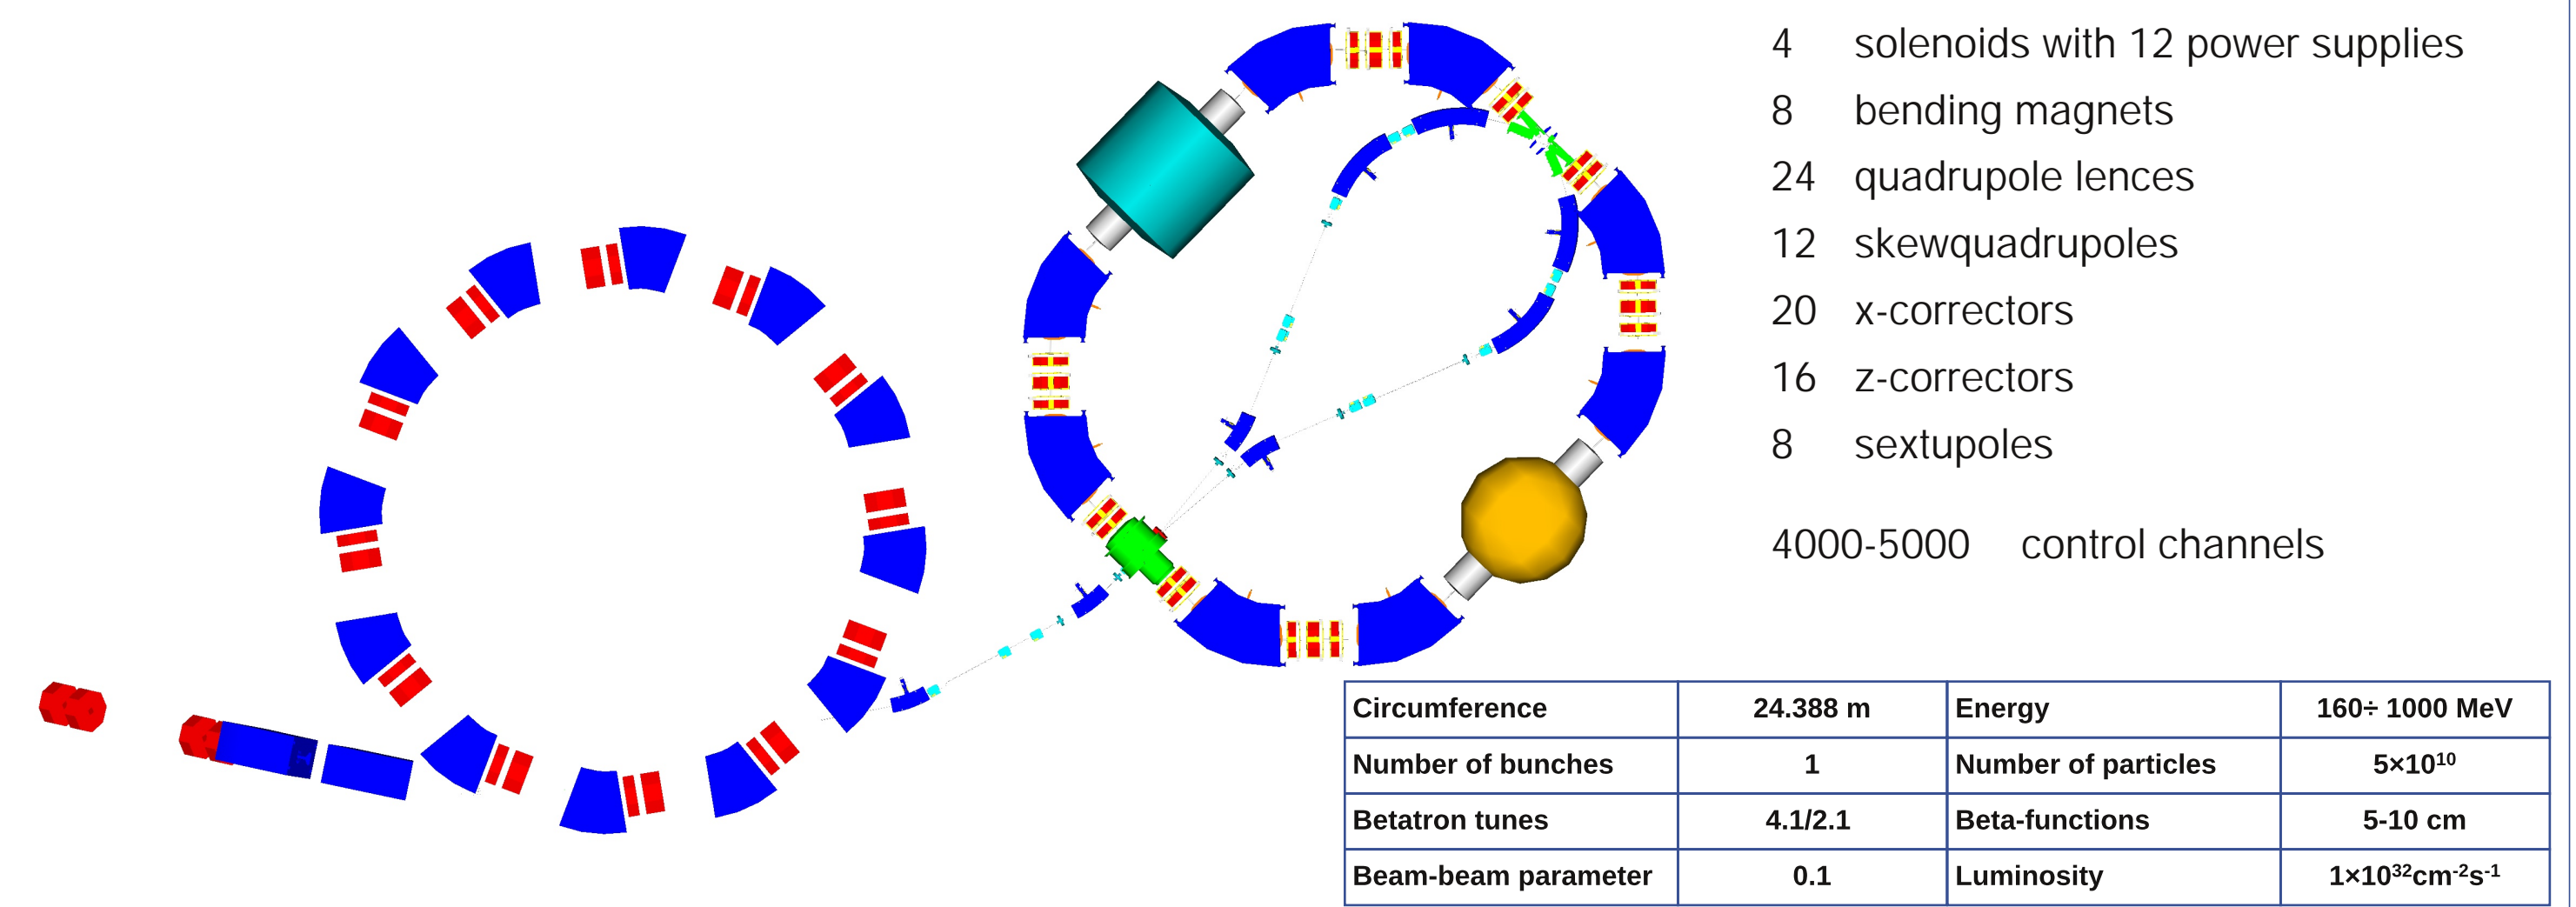 4 solenoids with 12 power supplies
8 bending magnets
24 quadrupole lences
12 skewquadrupoles
20 x-correctors
16 z-correctors
8 sextupoles
4000-5000 control channels
Circumference 24.388 m Energy 160÷ 1000 MeV
Number of bunches 1 Number of particles 5×10¹⁰
Betatron tunes 4.1/2.1 Beta-functions 5-10 cm
Beam-beam parameter 0.1 Luminosity 1×10³²cm⁻²s⁻¹